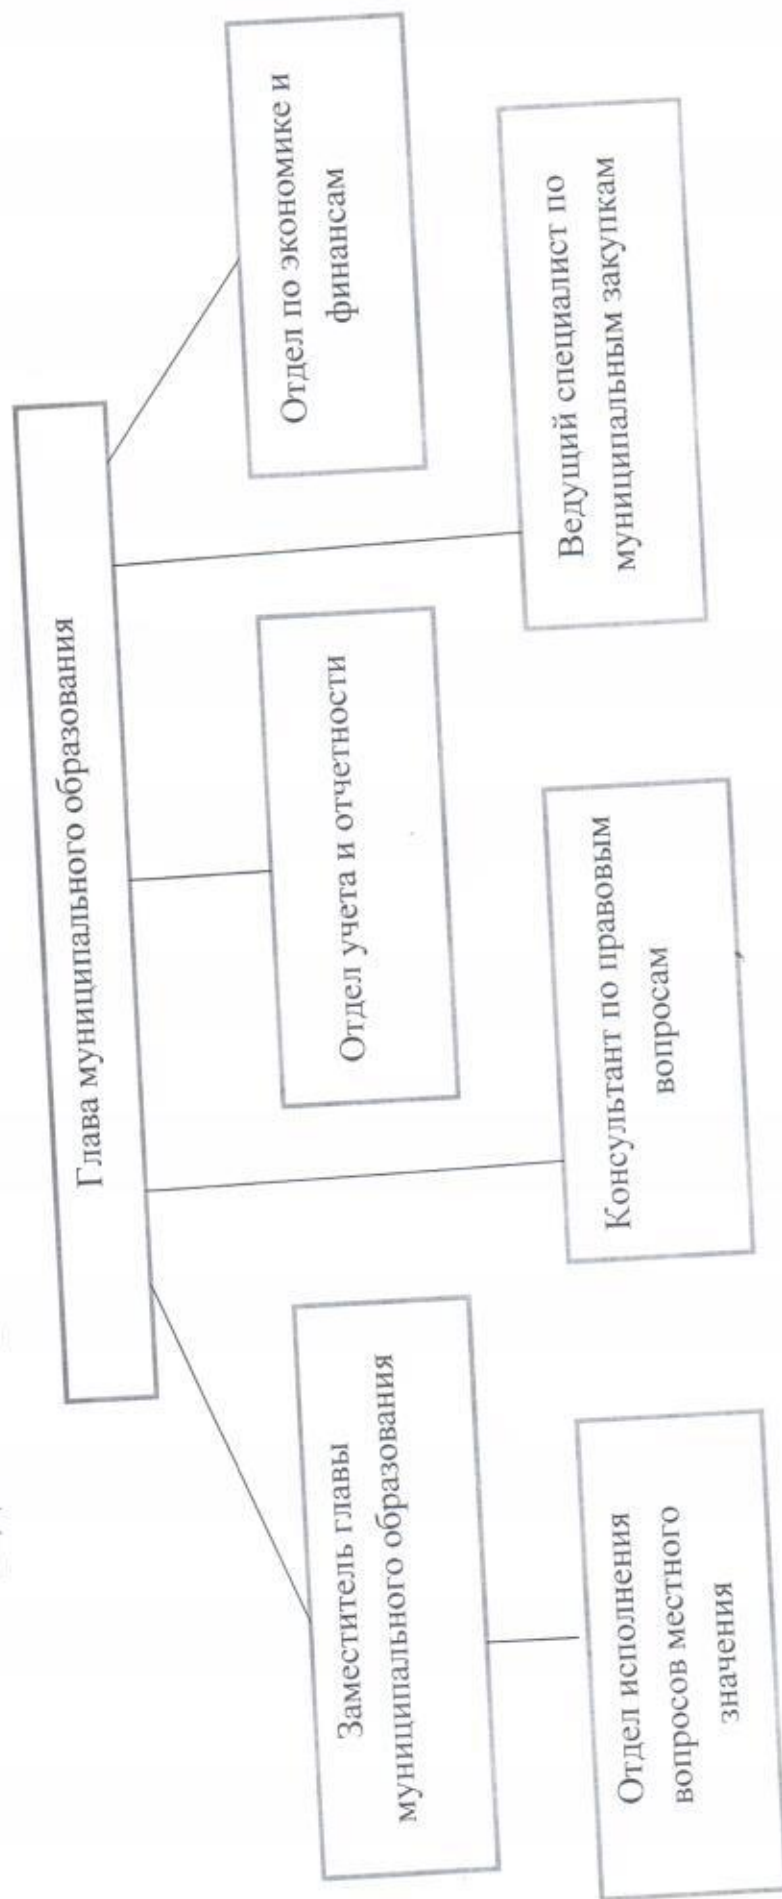 Глава муниципального образования
Заместитель главы
муниципального образования
Отдел учета и отчетности
Отдел по экономике и
финансам
Отдел исполнения
вопросов местного
значения
Консультант по правовым
вопросам
Ведущий специалист по
муниципальным закупкам